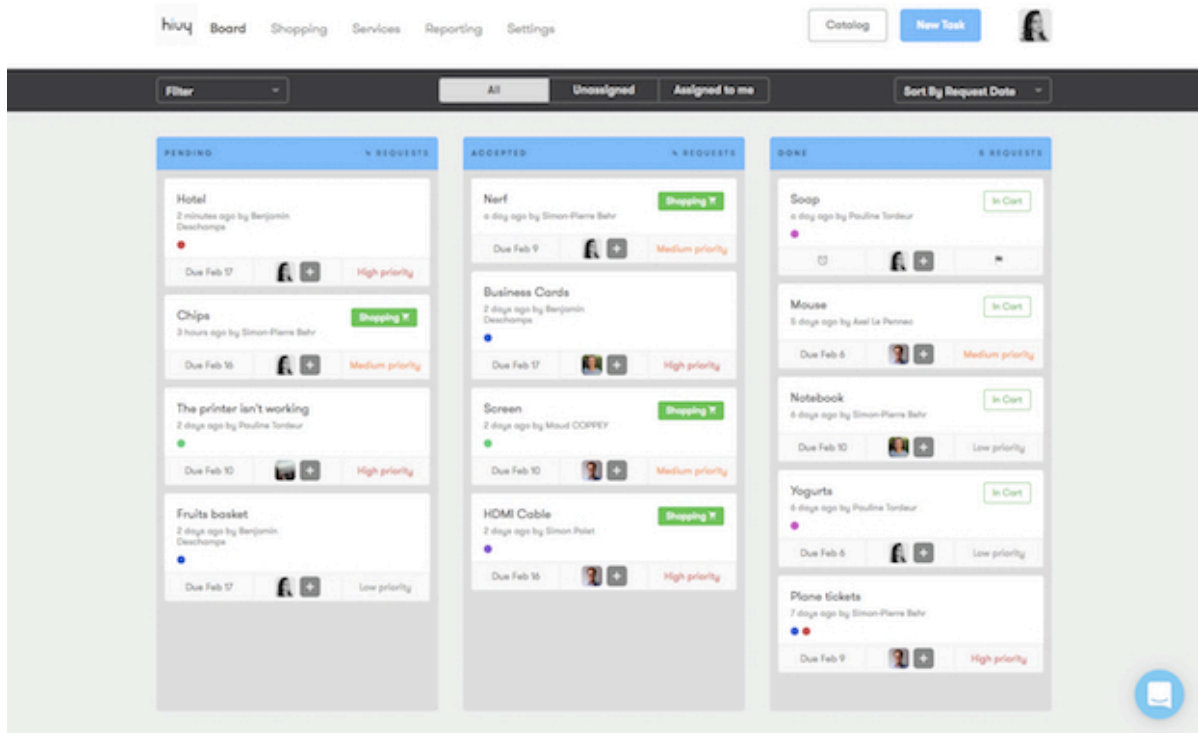 hivy
Board
Shopping
Services
Reporting
Settings
Catalog
New Task
Filter
All
Unassigned
Assigned to me
Sort By Request Date
PENDING
4 REQUESTS
Hotel
2 minutes ago by Benjamin
Deschamps
Due Feb 17
High priority
Chips
Shopping
3 hours ago by Simon-Pierre Behr
Due Feb 16
Medium priority
The printer isn't working
2 days ago by Pauline Tordeur
Due Feb 10
High priority
Fruits basket
2 days ago by Benjamin
Deschamps
Due Feb 17
Low priority
ACCEPTED
4 REQUESTS
Nerf
Shopping
a day ago by Simon-Pierre Behr
Due Feb 9
Medium priority
Business Cards
2 days ago by Benjamin
Deschamps
Due Feb 17
High priority
Screen
Shopping
2 days ago by Maud COPPEY
Due Feb 10
Medium priority
HDMI Cable
Shopping
2 days ago by Simon Polet
Due Feb 16
High priority
DONE
5 REQUESTS
Soap
In Cart
a day ago by Pauline Tordeur
Mouse
In Cart
5 days ago by Axel Le Pennec
Due Feb 6
Medium priority
Notebook
In Cart
6 days ago by Simon-Pierre Behr
Due Feb 10
Low priority
Yogurts
In Cart
6 days ago by Pauline Tordeur
Due Feb 6
Low priority
Plane tickets
7 days ago by Simon-Pierre Behr
Due Feb 9
High priority